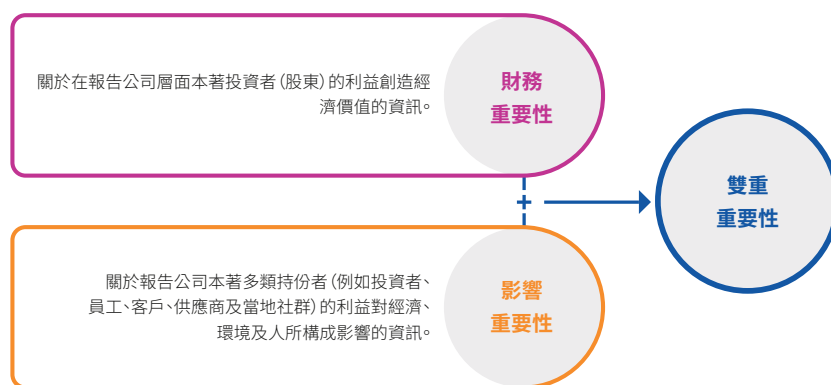 關於在報告公司層面本著投資者（股東）的利益創造經
濟價值的資訊。
財務
重要性
+
雙重
重要性
關於報告公司本著多類持份者（例如投資者、
員工、客戶、供應商及當地社群）的利益對經濟、
環境及人所構成影響的資訊。
影響
重要性